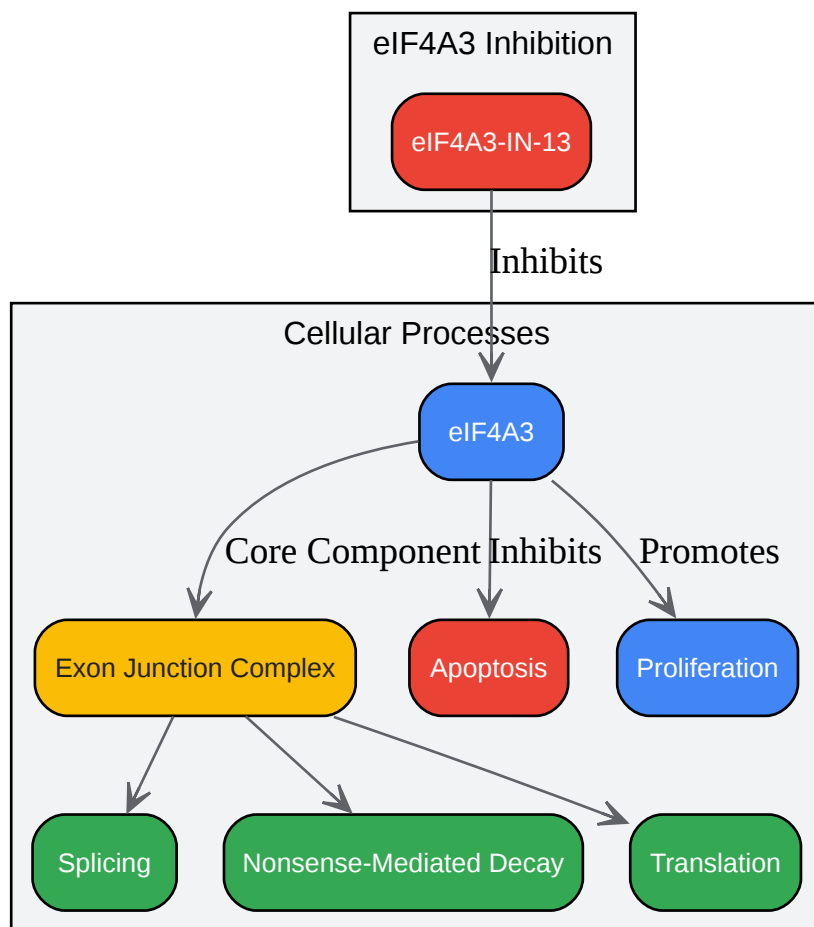 eIF4A3 Inhibition
eIF4A3-IN-13
Inhibits
Cellular Processes
eIF4A3
Core Component
Inhibits
Promotes
Exon Junction Complex
Apoptosis
Proliferation
Splicing
Nonsense-Mediated Decay
Translation